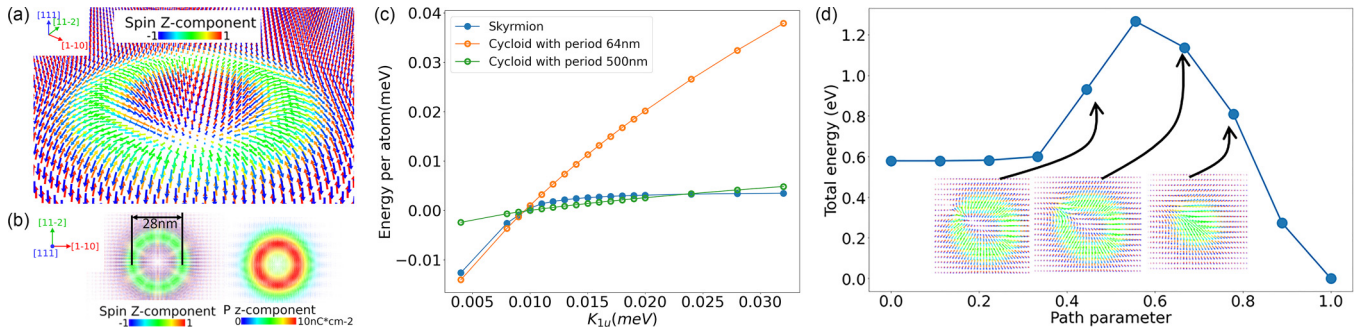 (a)
[111]
[11-2]
[1-10]
Spin Z-component
-1 1
(b)
[11-2]
[111]
[1-10]
28nm
Spin Z-component
-1 1
P z-component
0 10nC*cm-2
(c)
Energy per atom(meV)
0.04
0.03
0.02
0.01
0.00
−0.01
Skyrmion
Cycloid with period 64nm
Cycloid with period 500nm
0.005 0.010 0.015 0.020 0.025 0.030
K1u(meV)
(d)
Total energy (eV)
1.2
1.0
0.8
0.6
0.4
0.2
0.0
0.0 0.2 0.4 0.6 0.8 1.0
Path parameter